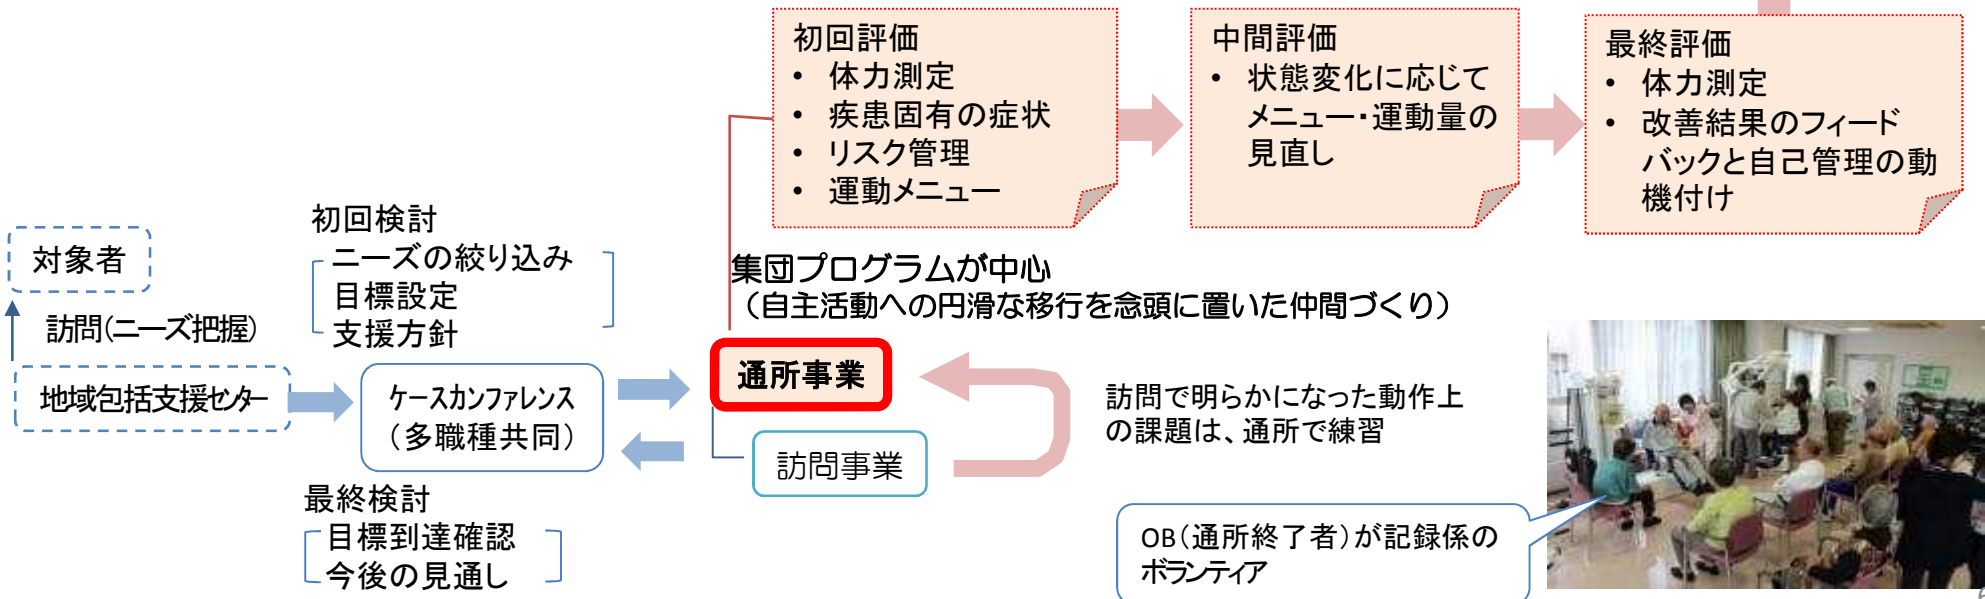 初回評価
• 体力測定
• 疾患固有の症状
• リスク管理
• 運動メニュー
中間評価
• 状態変化に応じて
メニュー・運動量の
見直し
最終評価
• 体力測定
• 改善結果のフィード
バックと自己管理の動
機付け
対象者
訪問(ニーズ把握)
地域包括支援センター
初回検討
ニーズの絞り込み
目標設定
支援方針
ケースカンファレンス
（多職種共同）
最終検討
目標到達確認
今後の見通し
集団プログラムが中心
（自主活動への円滑な移行を念頭に置いた仲間づくり）
通所事業
訪問事業
訪問で明らかになった動作上
の課題は、通所で練習
OB（通所終了者）が記録係の
ボランティア